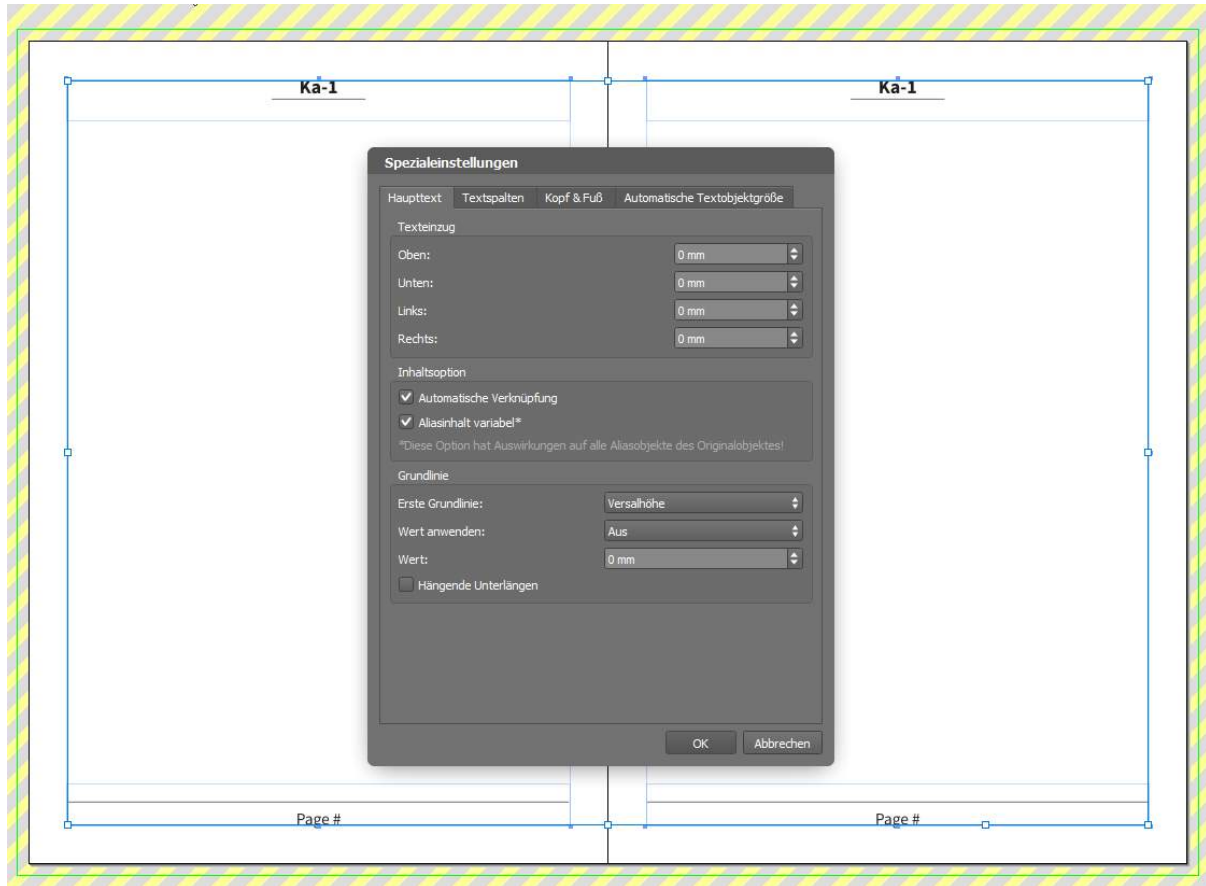 Ka-1 Ka-1
Spezialeinstellungen
Haupttext Textspalten Kopf & Fuß Automatische Textobjektgröße
Texteinzug
Oben: 0 mm
Unten: 0 mm
Links: 0 mm
Rechts: 0 mm
Inhaltsoption
Automatische Verknüpfung
Aliasinhalt variabel*
*Diese Option hat Auswirkungen auf alle Aliasobjekte des Originalobjektes!
Grundlinie
Erste Grundlinie: Versalhöhe
Wert anwenden: Aus
Wert: 0 mm
Hängende Unterlängen
OK Abbrechen
Page # Page #